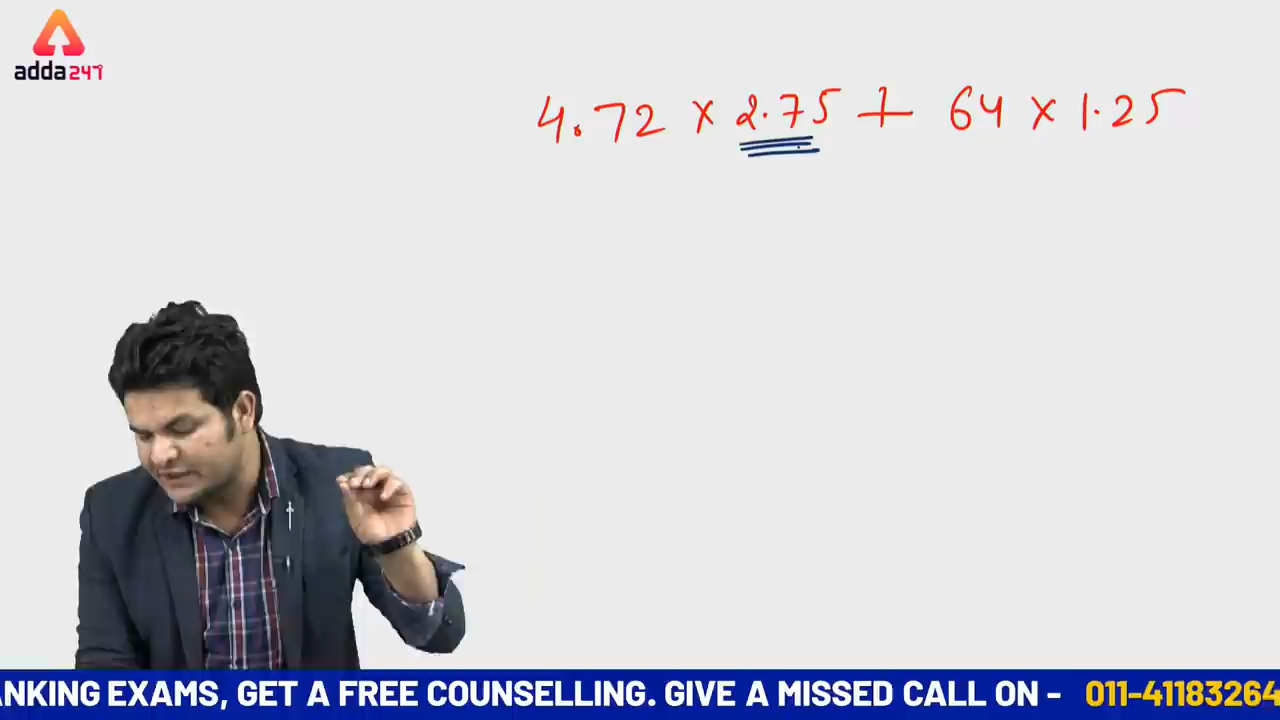 adda247
4.72 × 2.75 + 64 × 1.25
ANKING EXAMS, GET A FREE COUNSELLING. GIVE A MISSED CALL ON - 011-41183264